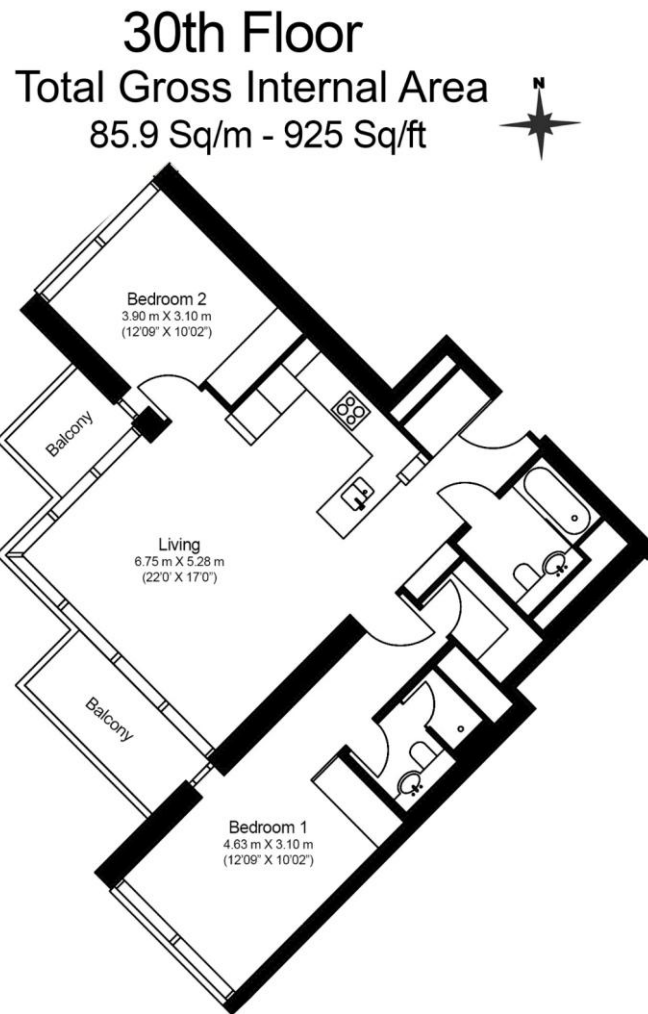 30th Floor
Total Gross Internal Area
85.9 Sq/m - 925 Sq/ft
N
Bedroom 2
3.90 m X 3.10 m
(12'09" X 10'02")
Balcony
Living
6.75 m X 5.28 m
(22'0' X 17'0")
Balcony
Bedroom 1
4.63 m X 3.10 m
(12'09" X 10'02")